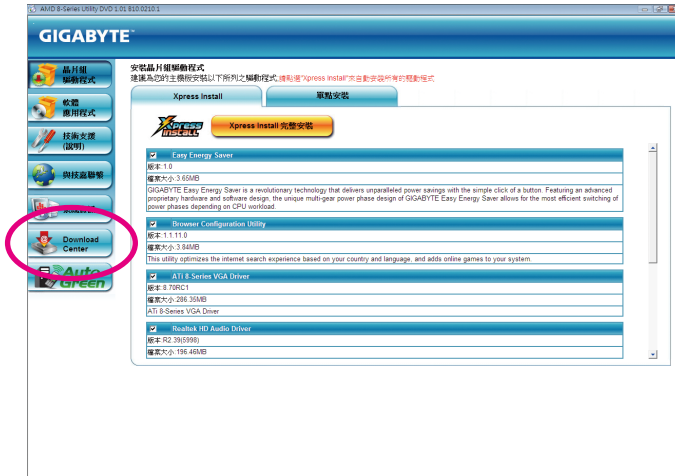 AMD 8-Series Utility DVD 1.01 B10.0210.1
GIGABYTE™
晶片組
驅動程式
軟體
應用程式
技術支援
(說明)
與技嘉聯繫
Download
Center
Auto
Green
安裝晶片組驅動程式
建議為您的主機板安裝以下所列之驅動程式,請點選"Xpress Install"來自動安裝所有的驅動程式
Xpress Install
單點安裝
Xpress
Install
Xpress Install 完整安裝
Easy Energy Saver
版本:1.0
檔案大小:3.65MB
GIGABYTE Easy Energy Saver is a revolutionary technology that delivers unparalleled power savings with the simple click of a button. Featuring an advanced
proprietary hardware and software design, the unique multi-gear power phase design of GIGABYTE Easy Energy Saver allows for the most efficient switching of
power phases depending on CPU workload.
Browser Configuration Utility
版本:1.1.11.0
檔案大小:3.84MB
This utility optimizes the internet search experience based on your country and language, and adds online games to your system.
ATi 8-Series VGA Driver
版本:8.70RC1
檔案大小:286.35MB
ATi 8-Series VGA Driver
Realtek HD Audio Driver
版本:R2.39(5998)
檔案大小:196.46MB